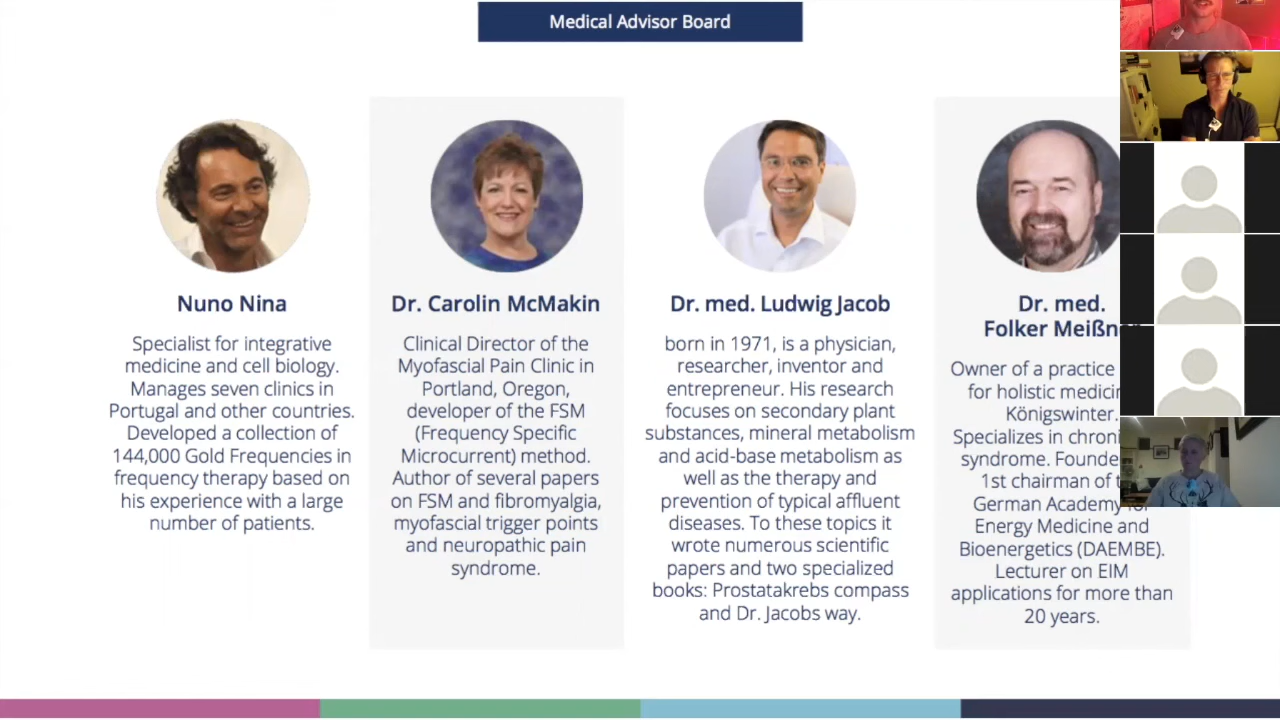 Medical Advisor Board
Nuno Nina
Specialist for integrative
medicine and cell biology.
Manages seven clinics in
Portugal and other countries.
Developed a collection of
144,000 Gold Frequencies in
frequency therapy based on
his experience with a large
number of patients.
Dr. Carolin McMakin
Clinical Director of the
Myofascial Pain Clinic in
Portland, Oregon,
developer of the FSM
(Frequency Specific
Microcurrent) method.
Author of several papers
on FSM and fibromyalgia,
myofascial trigger points
and neuropathic pain
syndrome.
Dr. med. Ludwig Jacob
born in 1971, is a physician,
researcher, inventor and
entrepreneur. His research
focuses on secondary plant
substances, mineral metabolism
and acid-base metabolism as
well as the therapy and
prevention of typical affluent
diseases. To these topics it
wrote numerous scientific
papers and two specialized
books: Prostatakrebs compass
and Dr. Jacobs way.
Dr. med.
Folker
Owner of a practice
for holistic
Königswinter.
Specializes in
syndrome.
1st chairman of
German Academy for
Energy Medicine and
Bioenergetics (DAEMBE).
Lecturer on EIM
applications for more than
20 years.